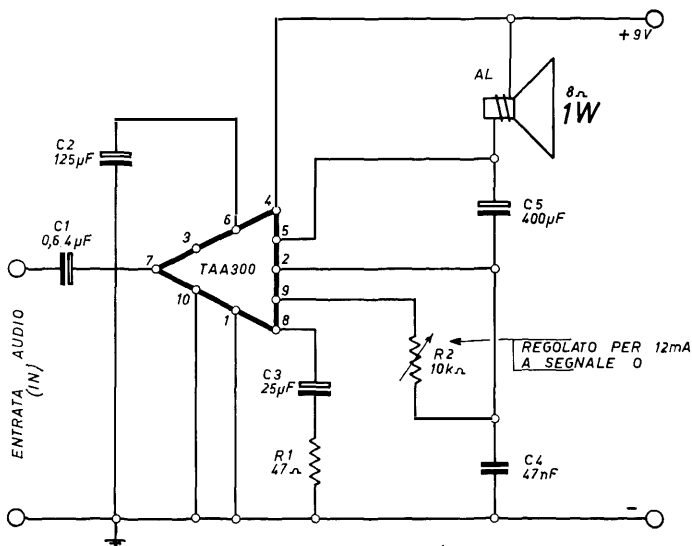 +9V
AL
8Ω
1W
C2
125µF
4
6
5
C5
400µF
C1
0,6.4µF
3
7
TAA300
2
10
9
1
8
R2
10kΩ
REGOLATO PER 12mA
A SEGNALE O
C3
25µF
ENTRATA AUDIO
(IN)
R1
47Ω
C4
47nF
-